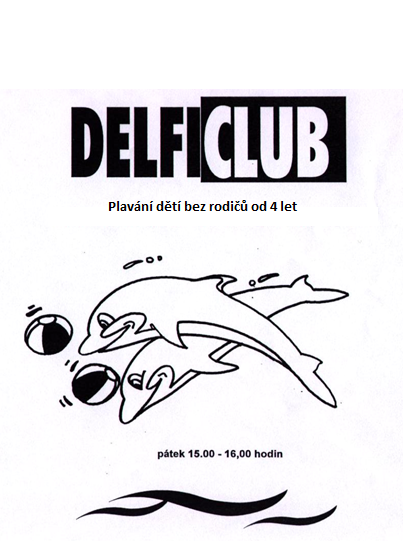 DELFICLUB
Plavání dětí bez rodičů od 4 let
pátek 15.00 - 16,00 hodin